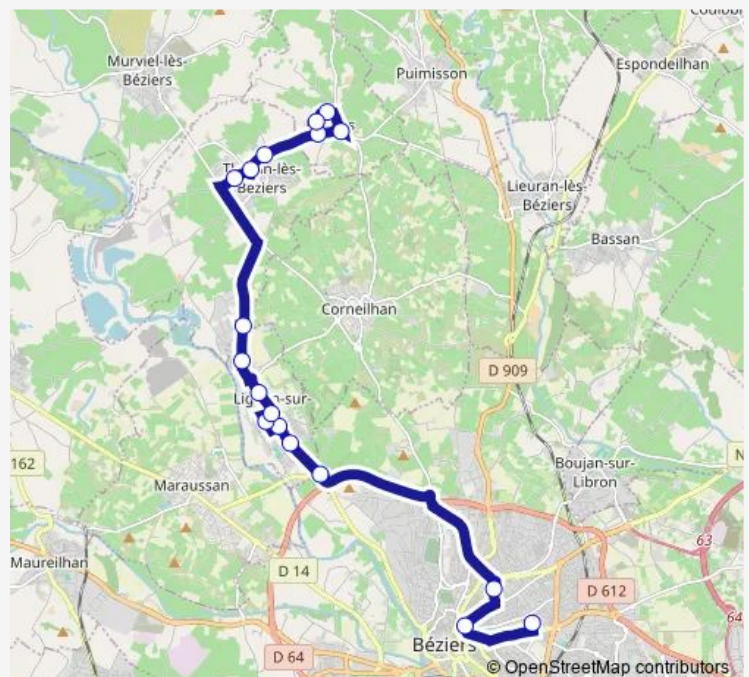 Coulobr
Murviel-lès-
Béziers
Puimisson
Espondeilhan
Béziers
Lieuran-lès-
Béziers
Bassan
Corneilhan
D 909
162
Maraussan
Boujan-sur-
Libron
N
63
Maureilhan
D 14
D 612
Béziers
D 64
64
© OpenStreetMap contributors